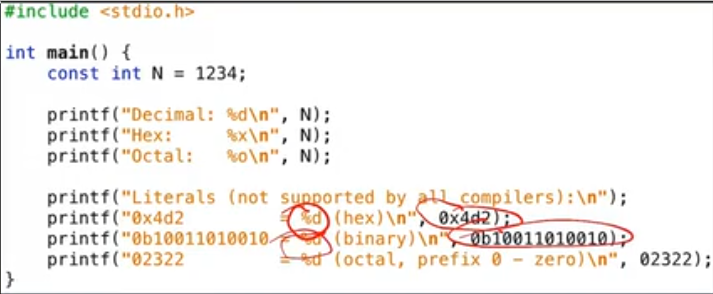 #include <stdio.h>
int main() {
const int N = 1234;
printf("Decimal: %d\n", N);
printf("Hex: %x\n", N);
printf("Octal: %o\n", N);
printf("Literals (not supported by all compilers):\n");
printf("0x4d2 = %d (hex)\n", 0x4d2);
printf("0b10011010010 = %d (binary)\n", 0b10011010010);
printf("02322 = %d (octal, prefix 0 - zero)\n", 02322);
}